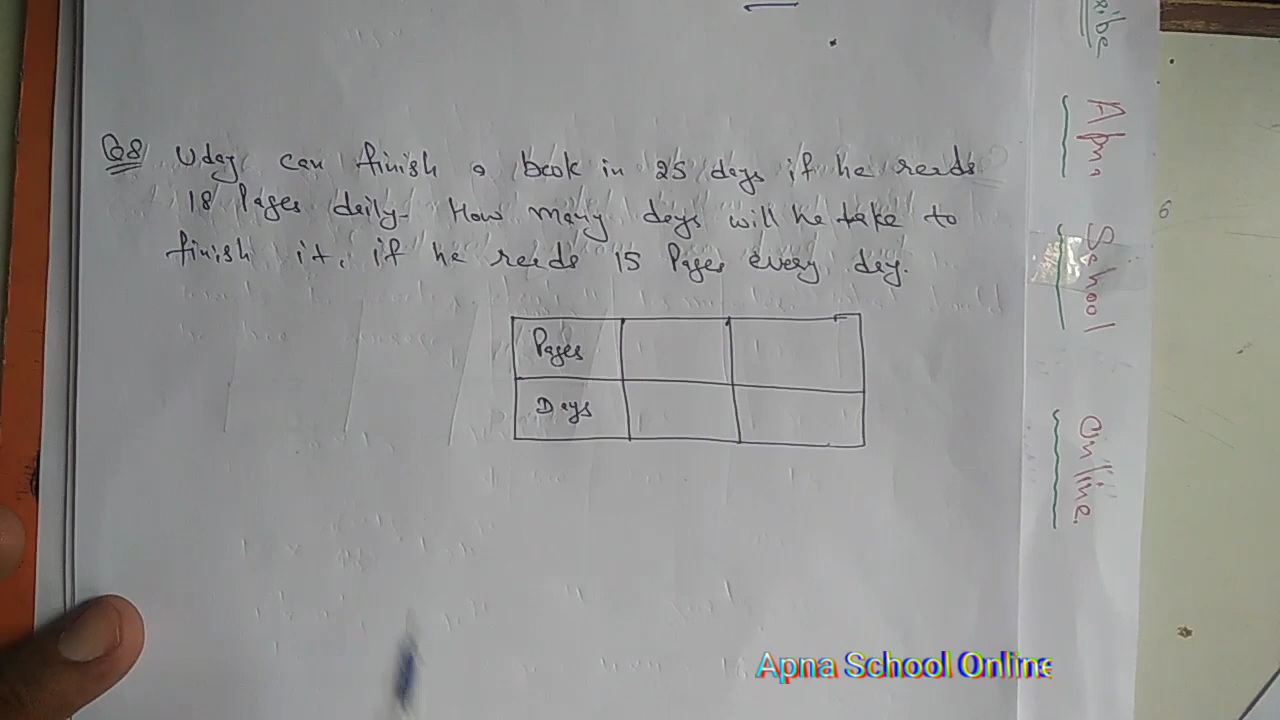 Q8 Uday can finish a book in 25 days if he reads
18 Pages daily. How many days will he take to
finish it, if he reads 15 Pages every day.
Pages
Days
Apna School Online.
6
Apna School Online